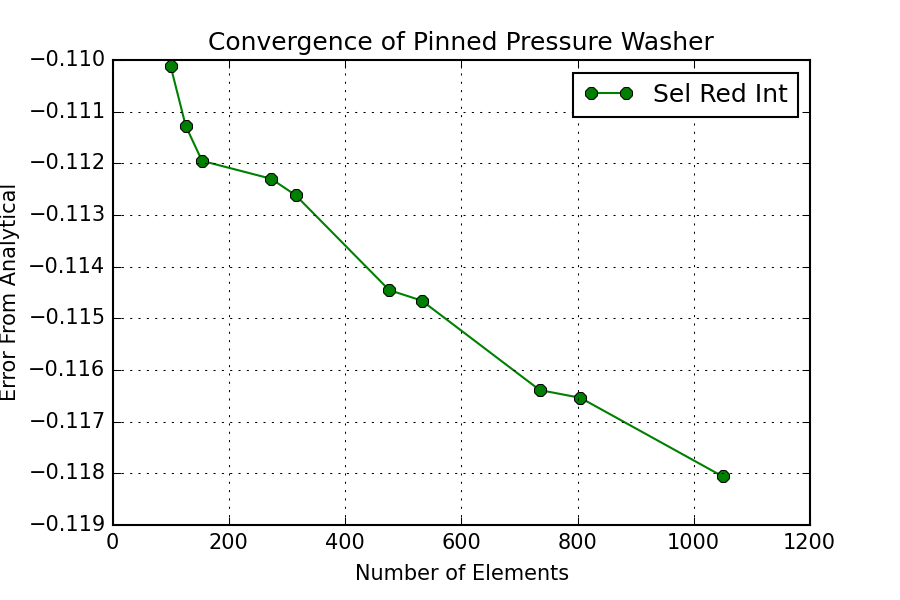 Convergence of Pinned Pressure Washer
Sel Red Int
−0.110
−0.111
−0.112
−0.113
−0.114
−0.115
−0.116
−0.117
−0.118
−0.119
Error From Analytical
0 200 400 600 800 1000 1200
Number of Elements